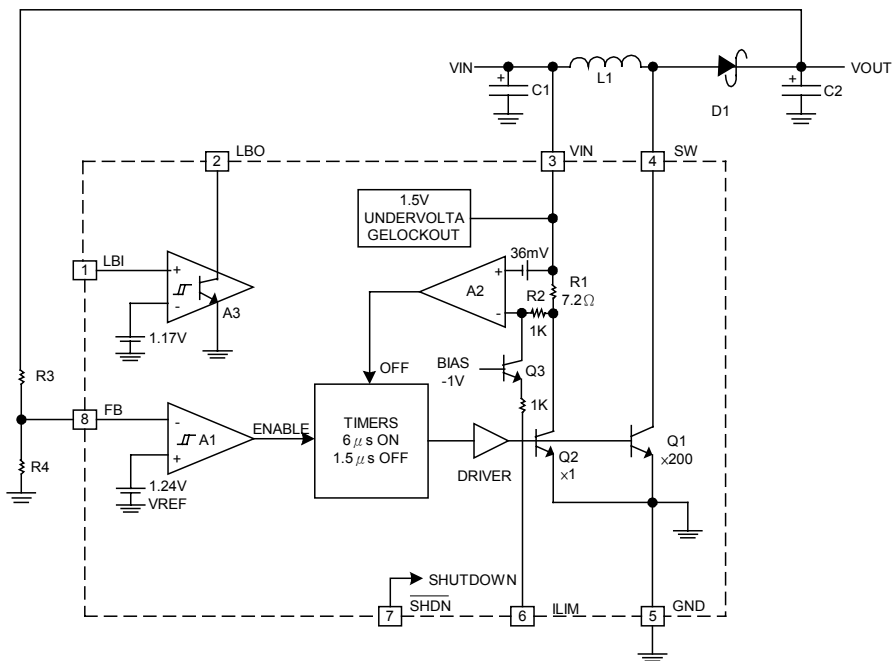 VIN
L1
VOUT
C1
C2
D1
2
LBO
3
VIN
4
SW
1.5V
UNDERVOLTA
GELOCKOUT
36mV
1
LBI
+
-
A3
1.17V
+
-
A2
R1
7.2Ω
R2
1K
BIAS
-1V
Q3
1K
OFF
R3
8
FB
-
+
A1
ENABLE
TIMERS
6μs ON
1.5μs OFF
DRIVER
Q2
×1
Q1
×200
R4
1.24V
VREF
SHUTDOWN
7
SHDN
6
ILIM
5
GND
+
+